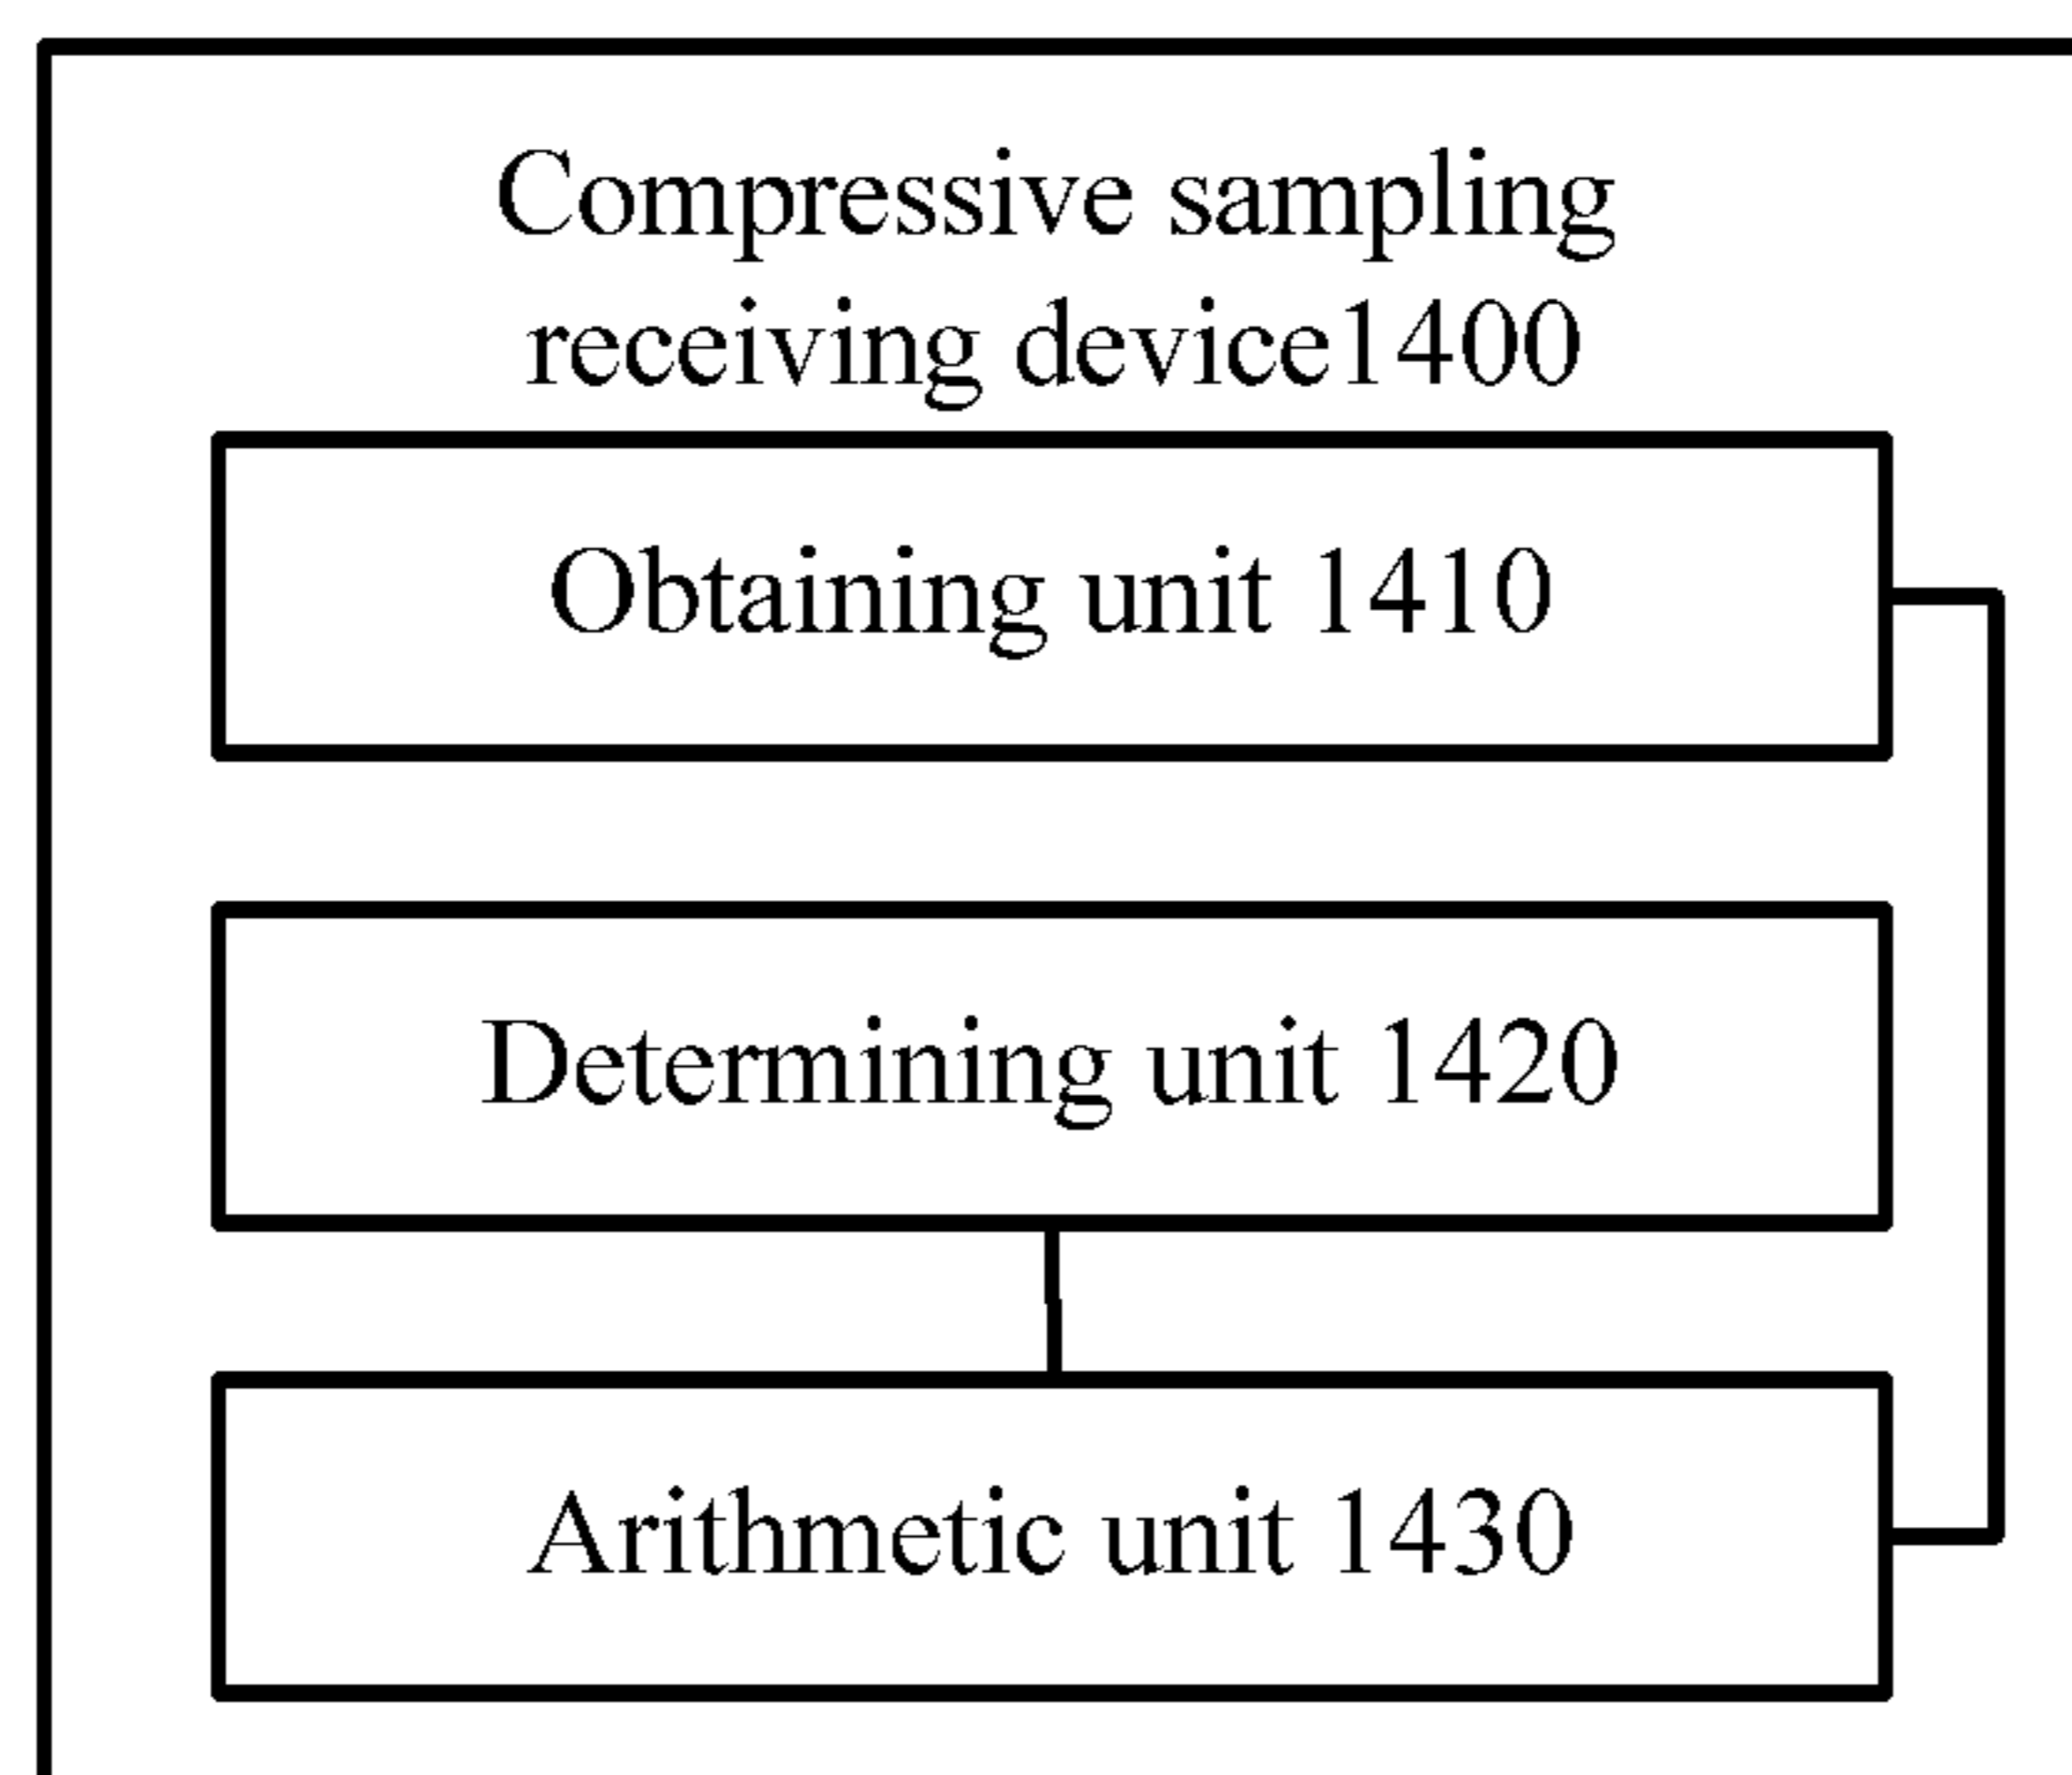 Compressive sampling
receiving device1400
Obtaining unit 1410
Determining unit 1420
Arithmetic unit 1430